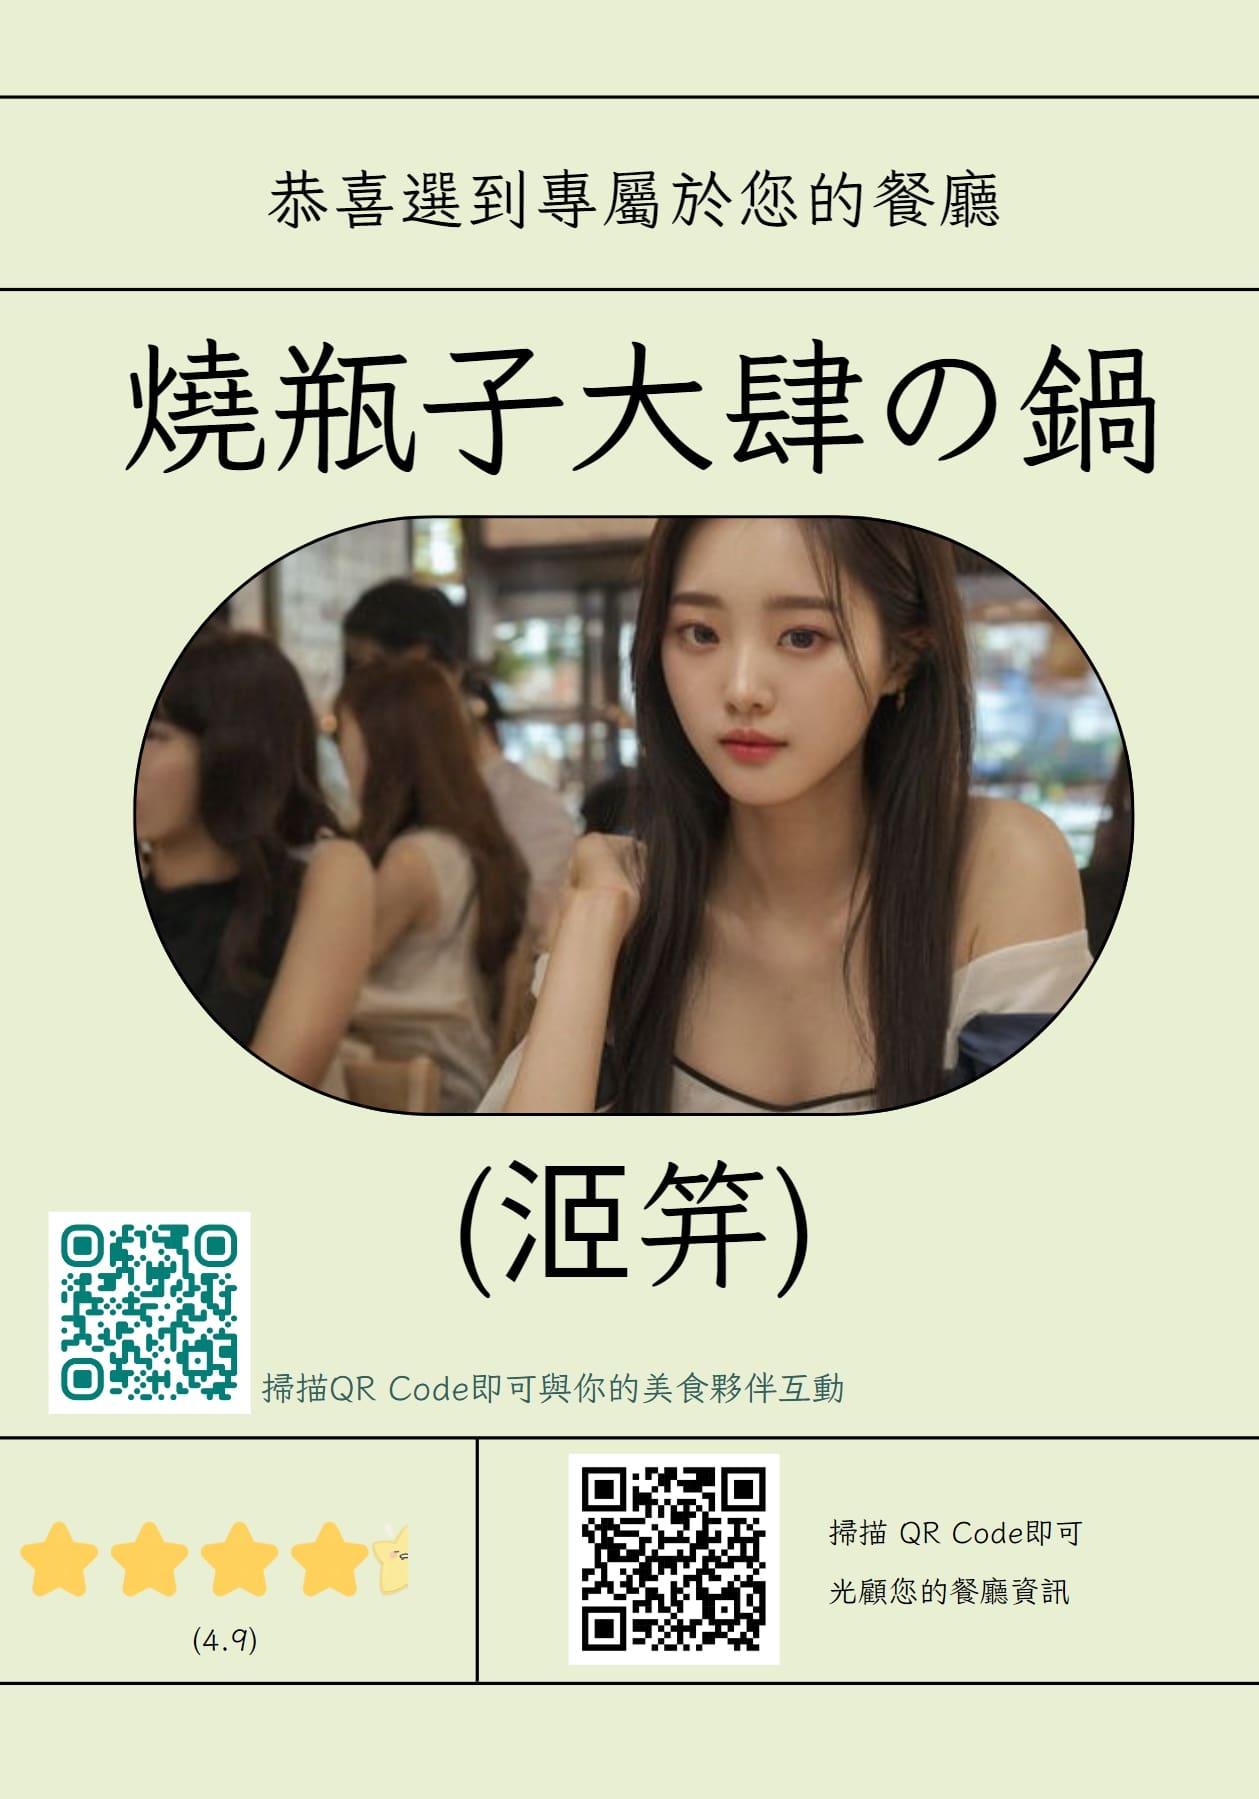 恭喜選到專屬於您的餐廳
燒瓶子大肆の鍋
(洍笄)
掃描QR Code即可與你的美食夥伴互動
(4.9)
掃描 QR Code即可
光顧您的餐廳資訊